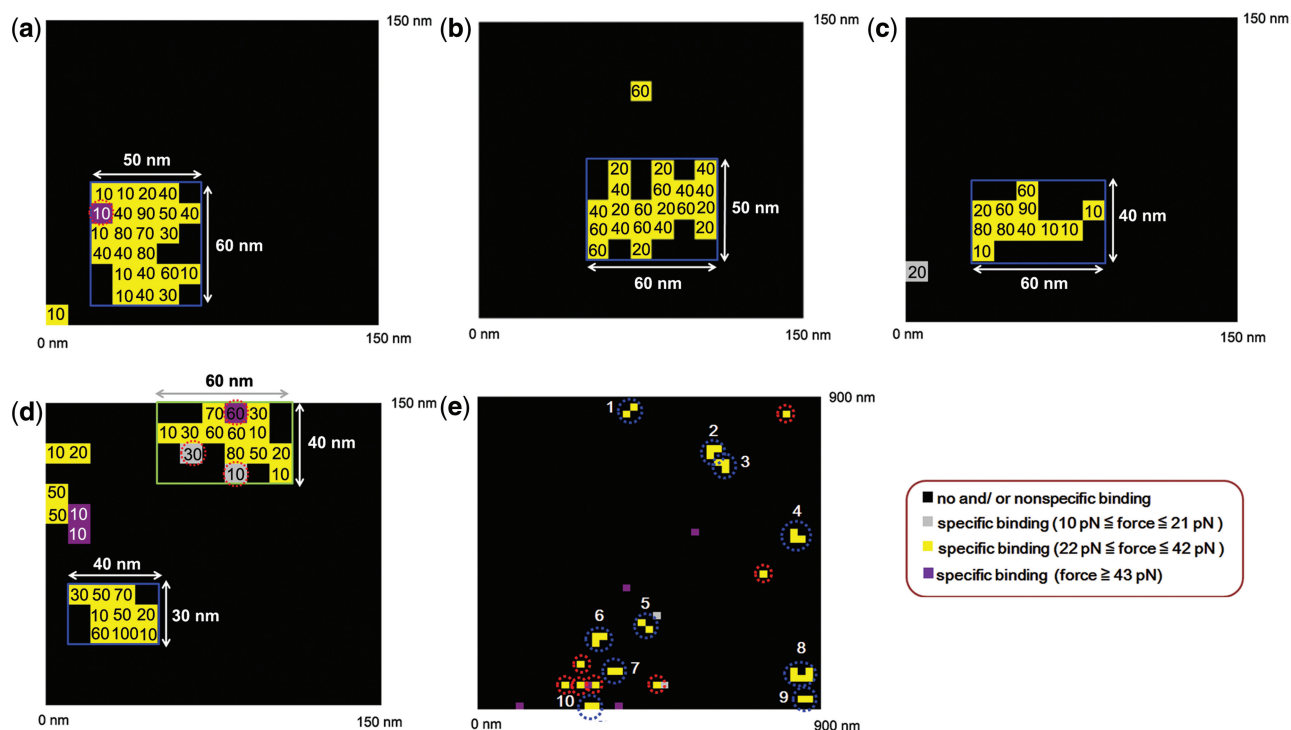 (a)
150 nm
50 nm
10 10 20 40
10 40 90 50 40
10 80 70 30
40 40 80
10 40 60 10
10 40 30
60 nm
10
0 nm
150 nm
(b)
150 nm
60
20 20 40
40 60 40 40
40 20 60 20 60 20
60 40 60 40 20
60 20
50 nm
60 nm
0 nm
150 nm
(c)
150 nm
60
20 60 90 10
80 80 40 10 10
10
40 nm
60 nm
20
0 nm
150 nm
(d)
60 nm
150 nm
70 60 30
10 30 60 60 10
30 80 50 20
10 10
40 nm
10 20
50
50 10
10
40 nm
30 50 70
10 50 20
60 100 10
30 nm
0 nm
150 nm
(e)
900 nm
1
2
3
4
5
6
7
8
9
10
0 nm
900 nm
no and/ or nonspecific binding
specific binding (10 pN ≦ force ≦ 21 pN )
specific binding (22 pN ≦ force ≦ 42 pN)
specific binding (force ≧ 43 pN)